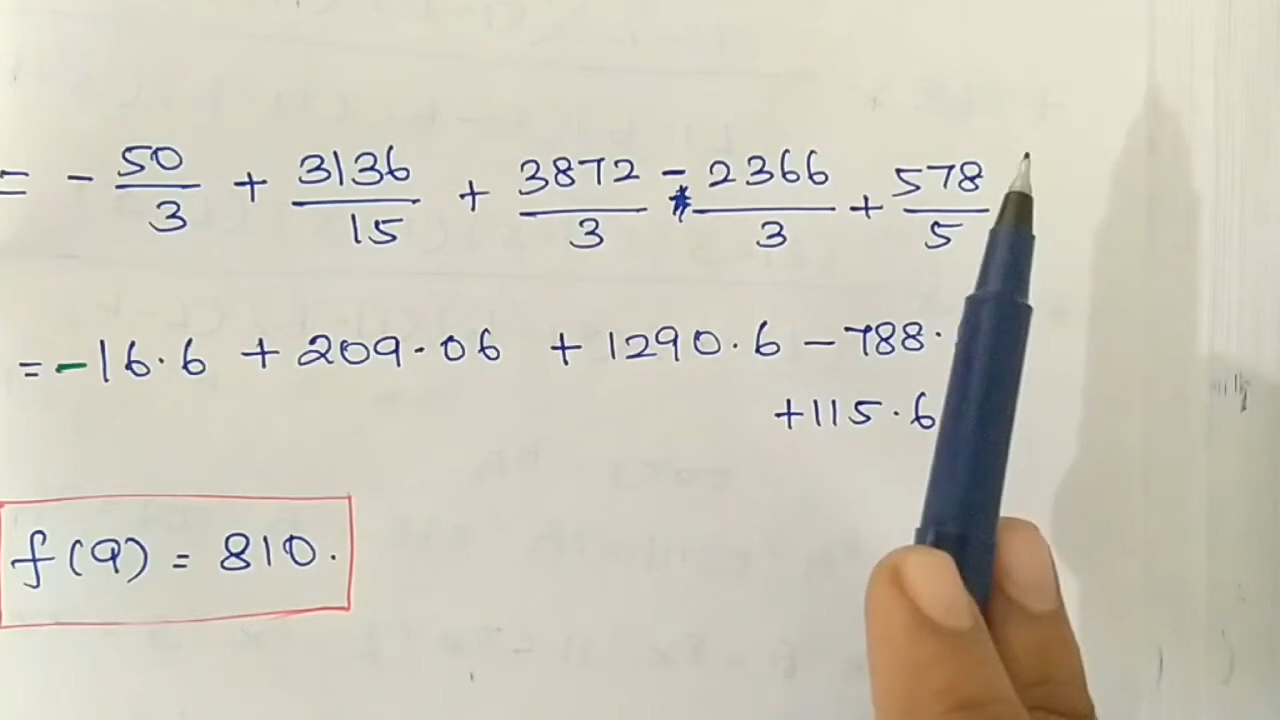 = - 50/3 + 3136/15 + 3872/3 - 2366/3 + 578/5
= -16.6 + 209.06 + 1290.6 - 788.
+115.6
f(9) = 810.